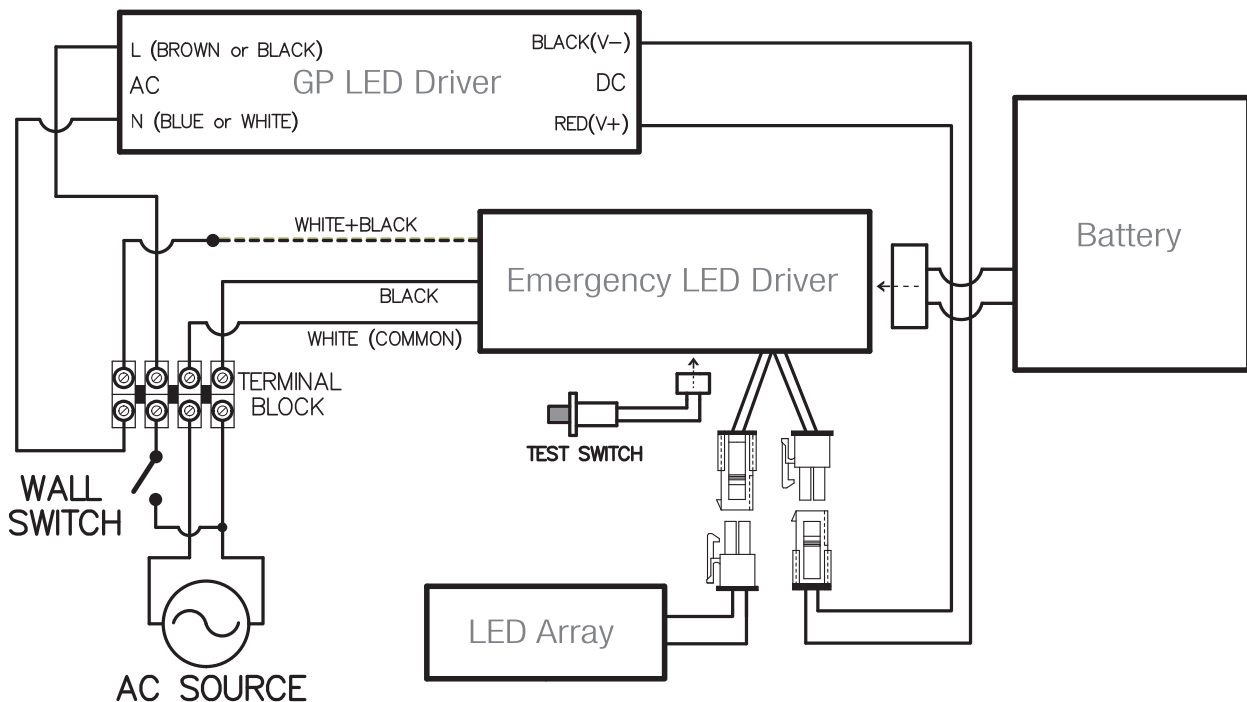 L (BROWN or BLACK)
BLACK(V-)
AC
GP LED Driver
DC
N (BLUE or WHITE)
RED(V+)
WHITE+BLACK
Emergency LED Driver
Battery
BLACK
WHITE (COMMON)
TERMINAL
BLOCK
TEST SWITCH
WALL
SWITCH
LED Array
AC SOURCE